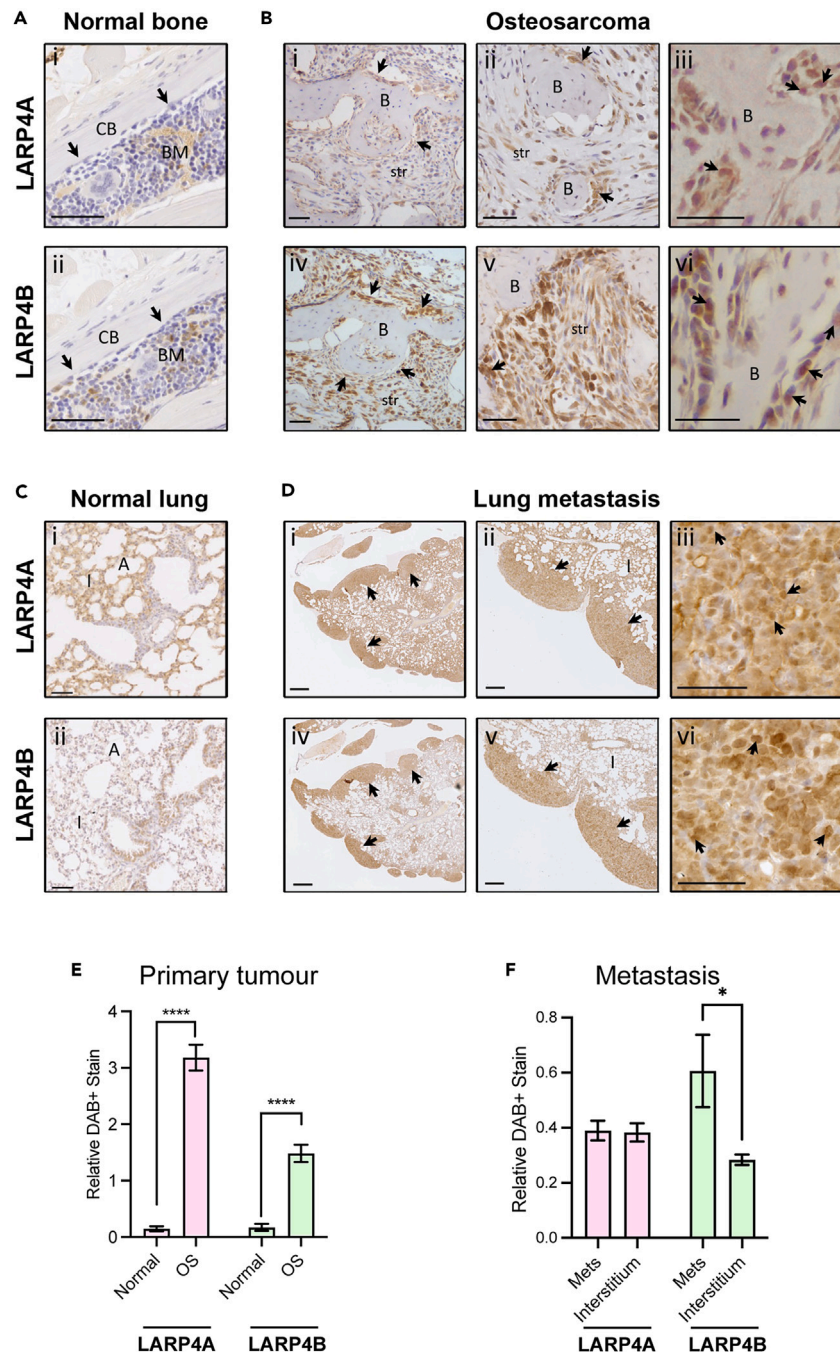 A
Normal bone
B
Osteosarcoma
LARP4A
i
CB
BM
i
B
str
ii
B
str
B
iii
B
LARP4B
ii
CB
BM
iv
B
str
v
B
str
vi
B
C
Normal lung
D
Lung metastasis
LARP4A
i
A
I
i
ii
I
iii
LARP4B
ii
A
I
iv
v
I
vi
E
Primary tumour
Relative DAB+ Stain
4
3
2
1
0
****
****
Normal
OS
Normal
OS
LARP4A
LARP4B
F
Metastasis
Relative DAB+ Stain
0.8
0.6
0.4
0.2
0.0
*
Mets
Interstitium
Mets
Interstitium
LARP4A
LARP4B